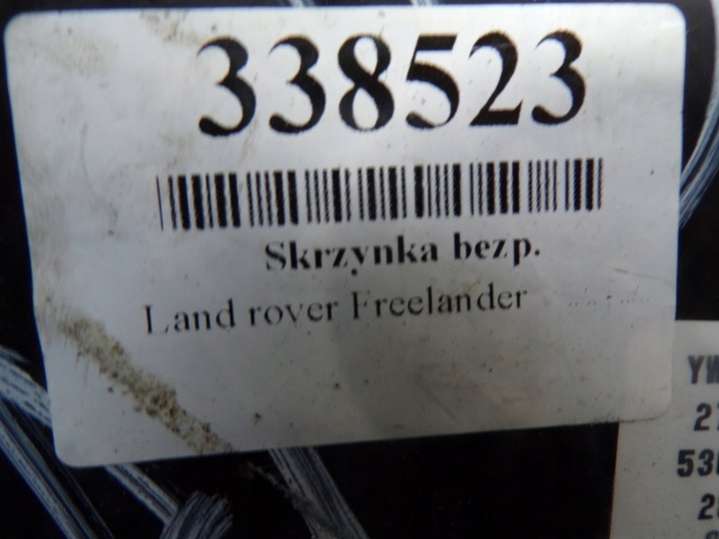 338523
Skrzynka bezp.
Land rover Freelander